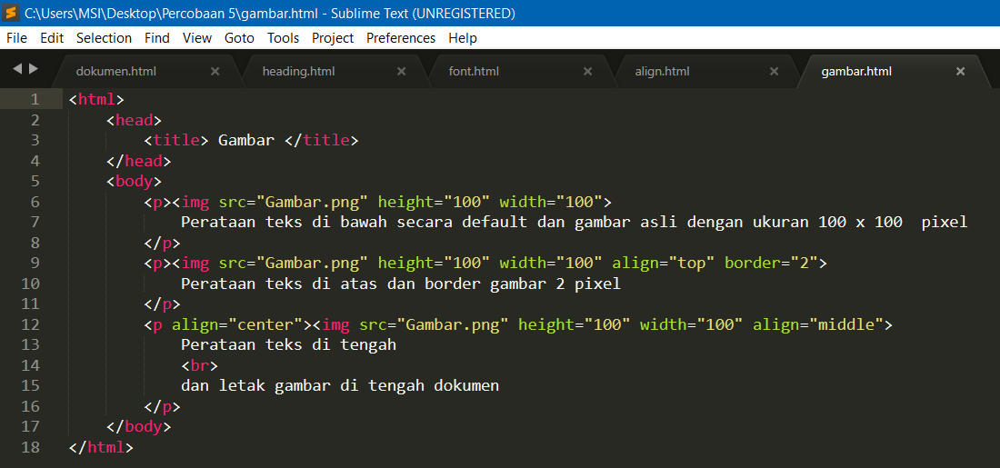 C:\Users\MSI\Desktop\Percobaan 5\gambar.html - Sublime Text (UNREGISTERED)
File Edit Selection Find View Goto Tools Project Preferences Help
dokumen.html × heading.html × font.html × align.html × gambar.html ×
1 <html>
2     <head>
3         <title> Gambar </title>
4     </head>
5     <body>
6         <p><img src="Gambar.png" height="100" width="100">
7             Perataan teks di bawah secara default dan gambar asli dengan ukuran 100 x 100  pixel
8         </p>
9         <p><img src="Gambar.png" height="100" width="100" align="top" border="2">
10             Perataan teks di atas dan border gambar 2 pixel
11         </p>
12         <p align="center"><img src="Gambar.png" height="100" width="100" align="middle">
13             Perataan teks di tengah
14             <br>
15             dan letak gambar di tengah dokumen
16         </p>
17     </body>
18 </html>